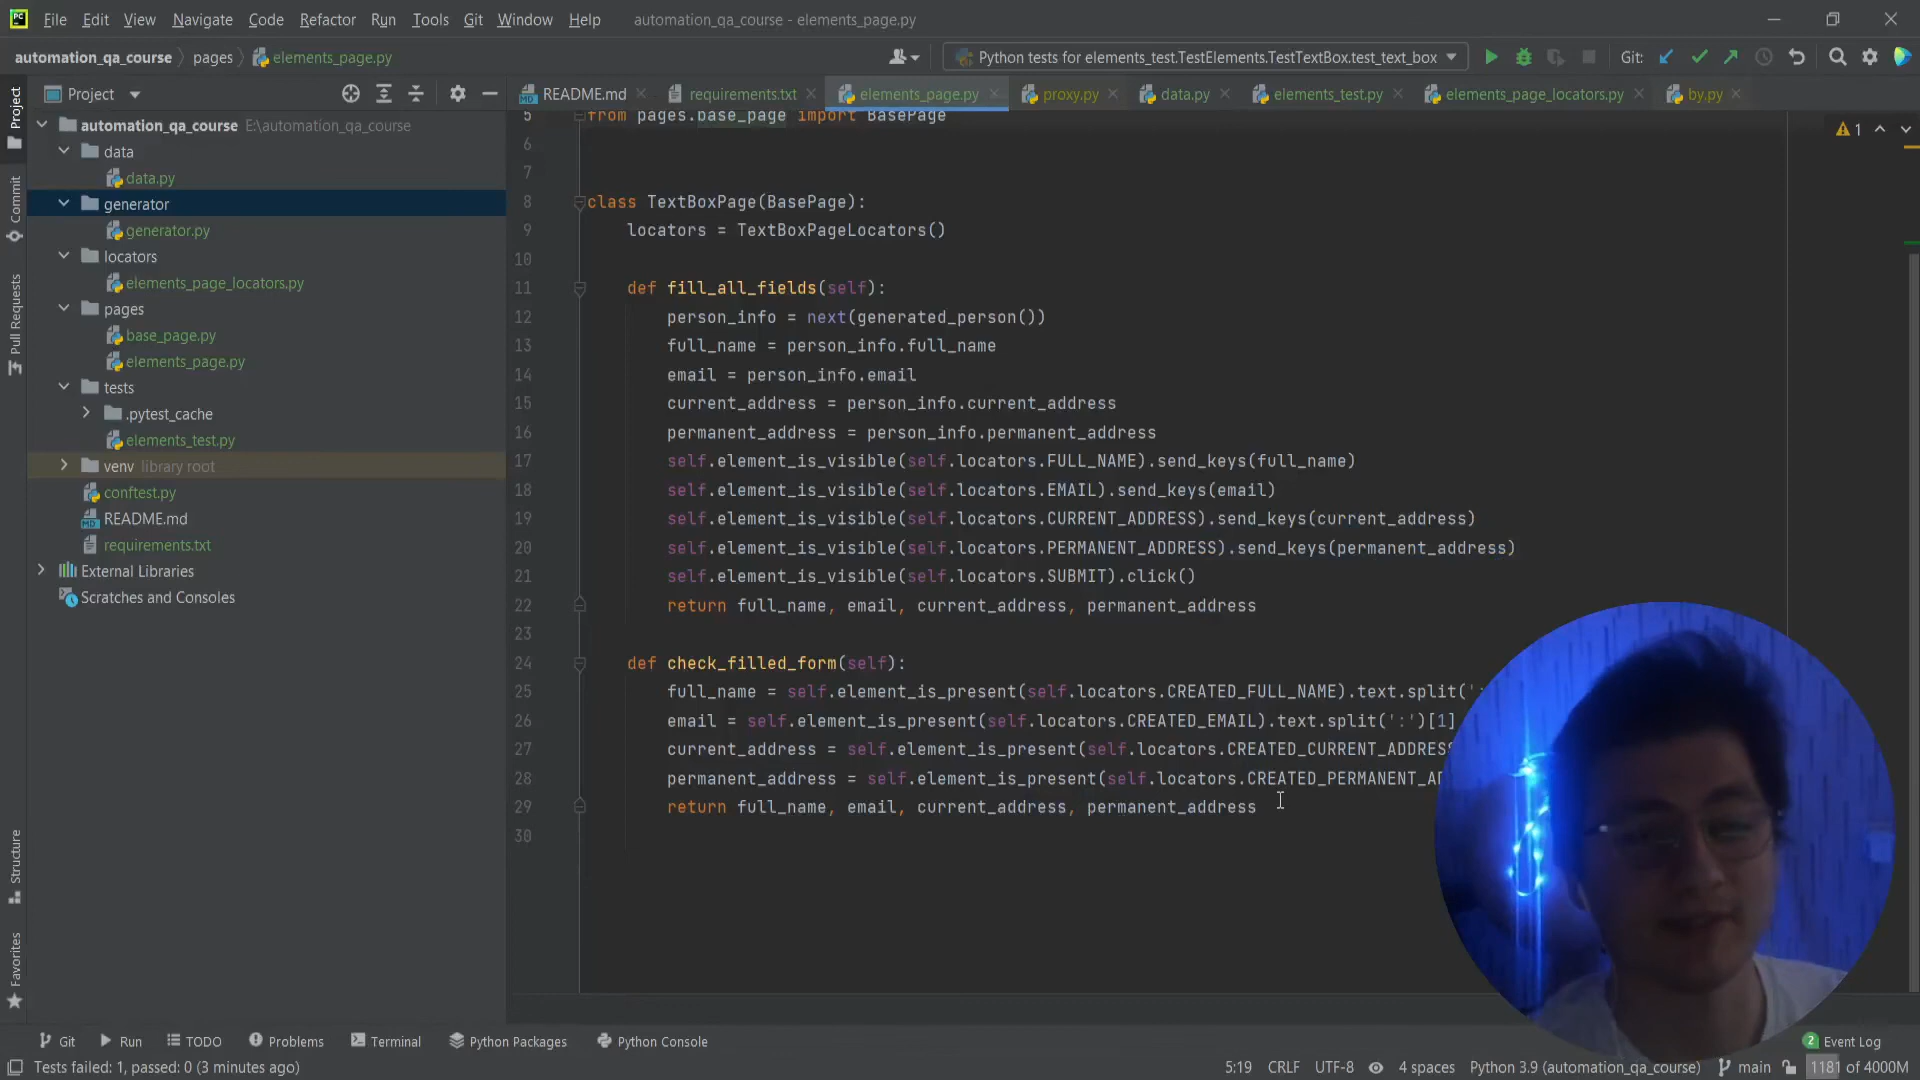 File Edit View Navigate Code Refactor Run Tools Git Window Help automation_qa_course - elements_page.py
automation_qa_course pages elements_page.py Python tests for elements_test.TestElements.TestTextBox.test_text_box Git:
Project
README.md requirements.txt elements_page.py proxy.py data.py elements_test.py elements_page_locators.py by.py
Project
Commit
Pull Requests
Structure
Favorites
automation_qa_course E:\automation_qa_course
data
data.py
generator
generator.py
locators
elements_page_locators.py
pages
base_page.py
elements_page.py
tests
.pytest_cache
elements_test.py
venv library root
conftest.py
README.md
requirements.txt
External Libraries
Scratches and Consoles
1
5 from pages.base_page import BasePage
6
7
8 class TextBoxPage(BasePage):
9 locators = TextBoxPageLocators()
10
11 def fill_all_fields(self):
12 person_info = next(generated_person())
13 full_name = person_info.full_name
14 email = person_info.email
15 current_address = person_info.current_address
16 permanent_address = person_info.permanent_address
17 self.element_is_visible(self.locators.FULL_NAME).send_keys(full_name)
18 self.element_is_visible(self.locators.EMAIL).send_keys(email)
19 self.element_is_visible(self.locators.CURRENT_ADDRESS).send_keys(current_address)
20 self.element_is_visible(self.locators.PERMANENT_ADDRESS).send_keys(permanent_address)
21 self.element_is_visible(self.locators.SUBMIT).click()
22 return full_name, email, current_address, permanent_address
23
24 def check_filled_form(self):
25 full_name = self.element_is_present(self.locators.CREATED_FULL_NAME).text.split(':
26 email = self.element_is_present(self.locators.CREATED_EMAIL).text.split(':')[1]
27 current_address = self.element_is_present(self.locators.CREATED_CURRENT_ADDRESS
28 permanent_address = self.element_is_present(self.locators.CREATED_PERMANENT_AD
29 return full_name, email, current_address, permanent_address
30
Git Run TODO Problems Terminal Python Packages Python Console 2 Event Log
Tests failed: 1, passed: 0 (3 minutes ago) 5:19 CRLF UTF-8 4 spaces Python 3.9 (automation_qa_course) main 1181 of 4000M